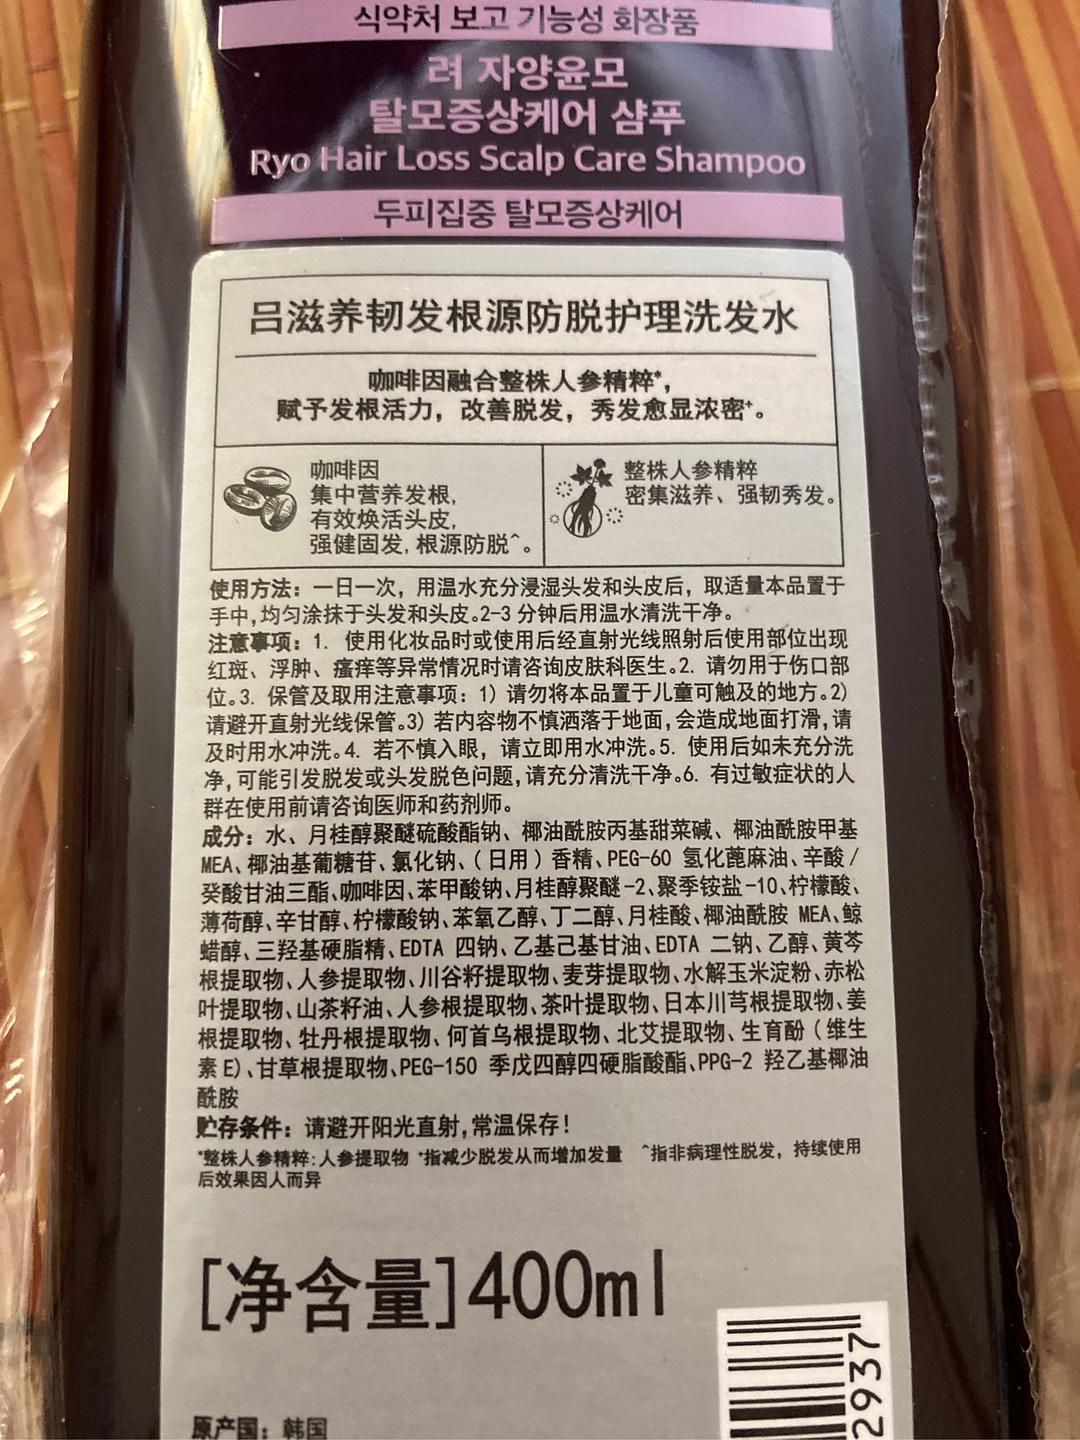 식약처 보고 기능성 화장품
려 자양윤모
탈모증상케어 샴푸
Ryo Hair Loss Scalp Care Shampoo
두피집중 탈모증상케어
吕滋养韧发根源防脱护理洗发水
咖啡因融合整株人参精粹*,
赋予发根活力，改善脱发，秀发愈显浓密⁺。
咖啡因
集中营养发根,
有效焕活头皮,
强健固发, 根源防脱^。
整株人参精粹
密集滋养、强韧秀发。
使用方法：一日一次，用温水充分浸湿头发和头皮后，取适量本品置于
手中,均匀涂抹于头发和头皮。2-3 分钟后用温水清洗干净。
注意事项：1. 使用化妆品时或使用后经直射光线照射后使用部位出现
红斑、浮肿、瘙痒等异常情况时请咨询皮肤科医生。2. 请勿用于伤口部
位。3. 保管及取用注意事项：1) 请勿将本品置于儿童可触及的地方。2)
请避开直射光线保管。3) 若内容物不慎洒落于地面,会造成地面打滑,请
及时用水冲洗。4. 若不慎入眼，请立即用水冲洗。5. 使用后如未充分洗
净,可能引发脱发或头发脱色问题,请充分清洗干净。6. 有过敏症状的人
群在使用前请咨询医师和药剂师。
成分：水、月桂醇聚醚硫酸酯钠、椰油酰胺丙基甜菜碱、椰油酰胺甲基
MEA、椰油基葡糖苷、氯化钠、（日用）香精、PEG-60 氢化蓖麻油、辛酸/
癸酸甘油三酯、咖啡因、苯甲酸钠、月桂醇聚醚-2、聚季铵盐-10、柠檬酸、
薄荷醇、辛甘醇、柠檬酸钠、苯氧乙醇、丁二醇、月桂酸、椰油酰胺 MEA、鲸
蜡醇、三羟基硬脂精、EDTA 四钠、乙基己基甘油、EDTA 二钠、乙醇、黄芩
根提取物、人参提取物、川谷籽提取物、麦芽提取物、水解玉米淀粉、赤松
叶提取物、山茶籽油、人参根提取物、茶叶提取物、日本川芎根提取物、姜
根提取物、牡丹根提取物、何首乌根提取物、北艾提取物、生育酚（维生
素 E）、甘草根提取物、PEG-150 季戊四醇四硬脂酸酯、PPG-2 羟乙基椰油
酰胺
贮存条件：请避开阳光直射,常温保存！
*整株人参精粹：人参提取物 ⁺指减少脱发从而增加发量 ^指非病理性脱发，持续使用
后效果因人而异
[净含量]400ml
2937
原产国：韩国